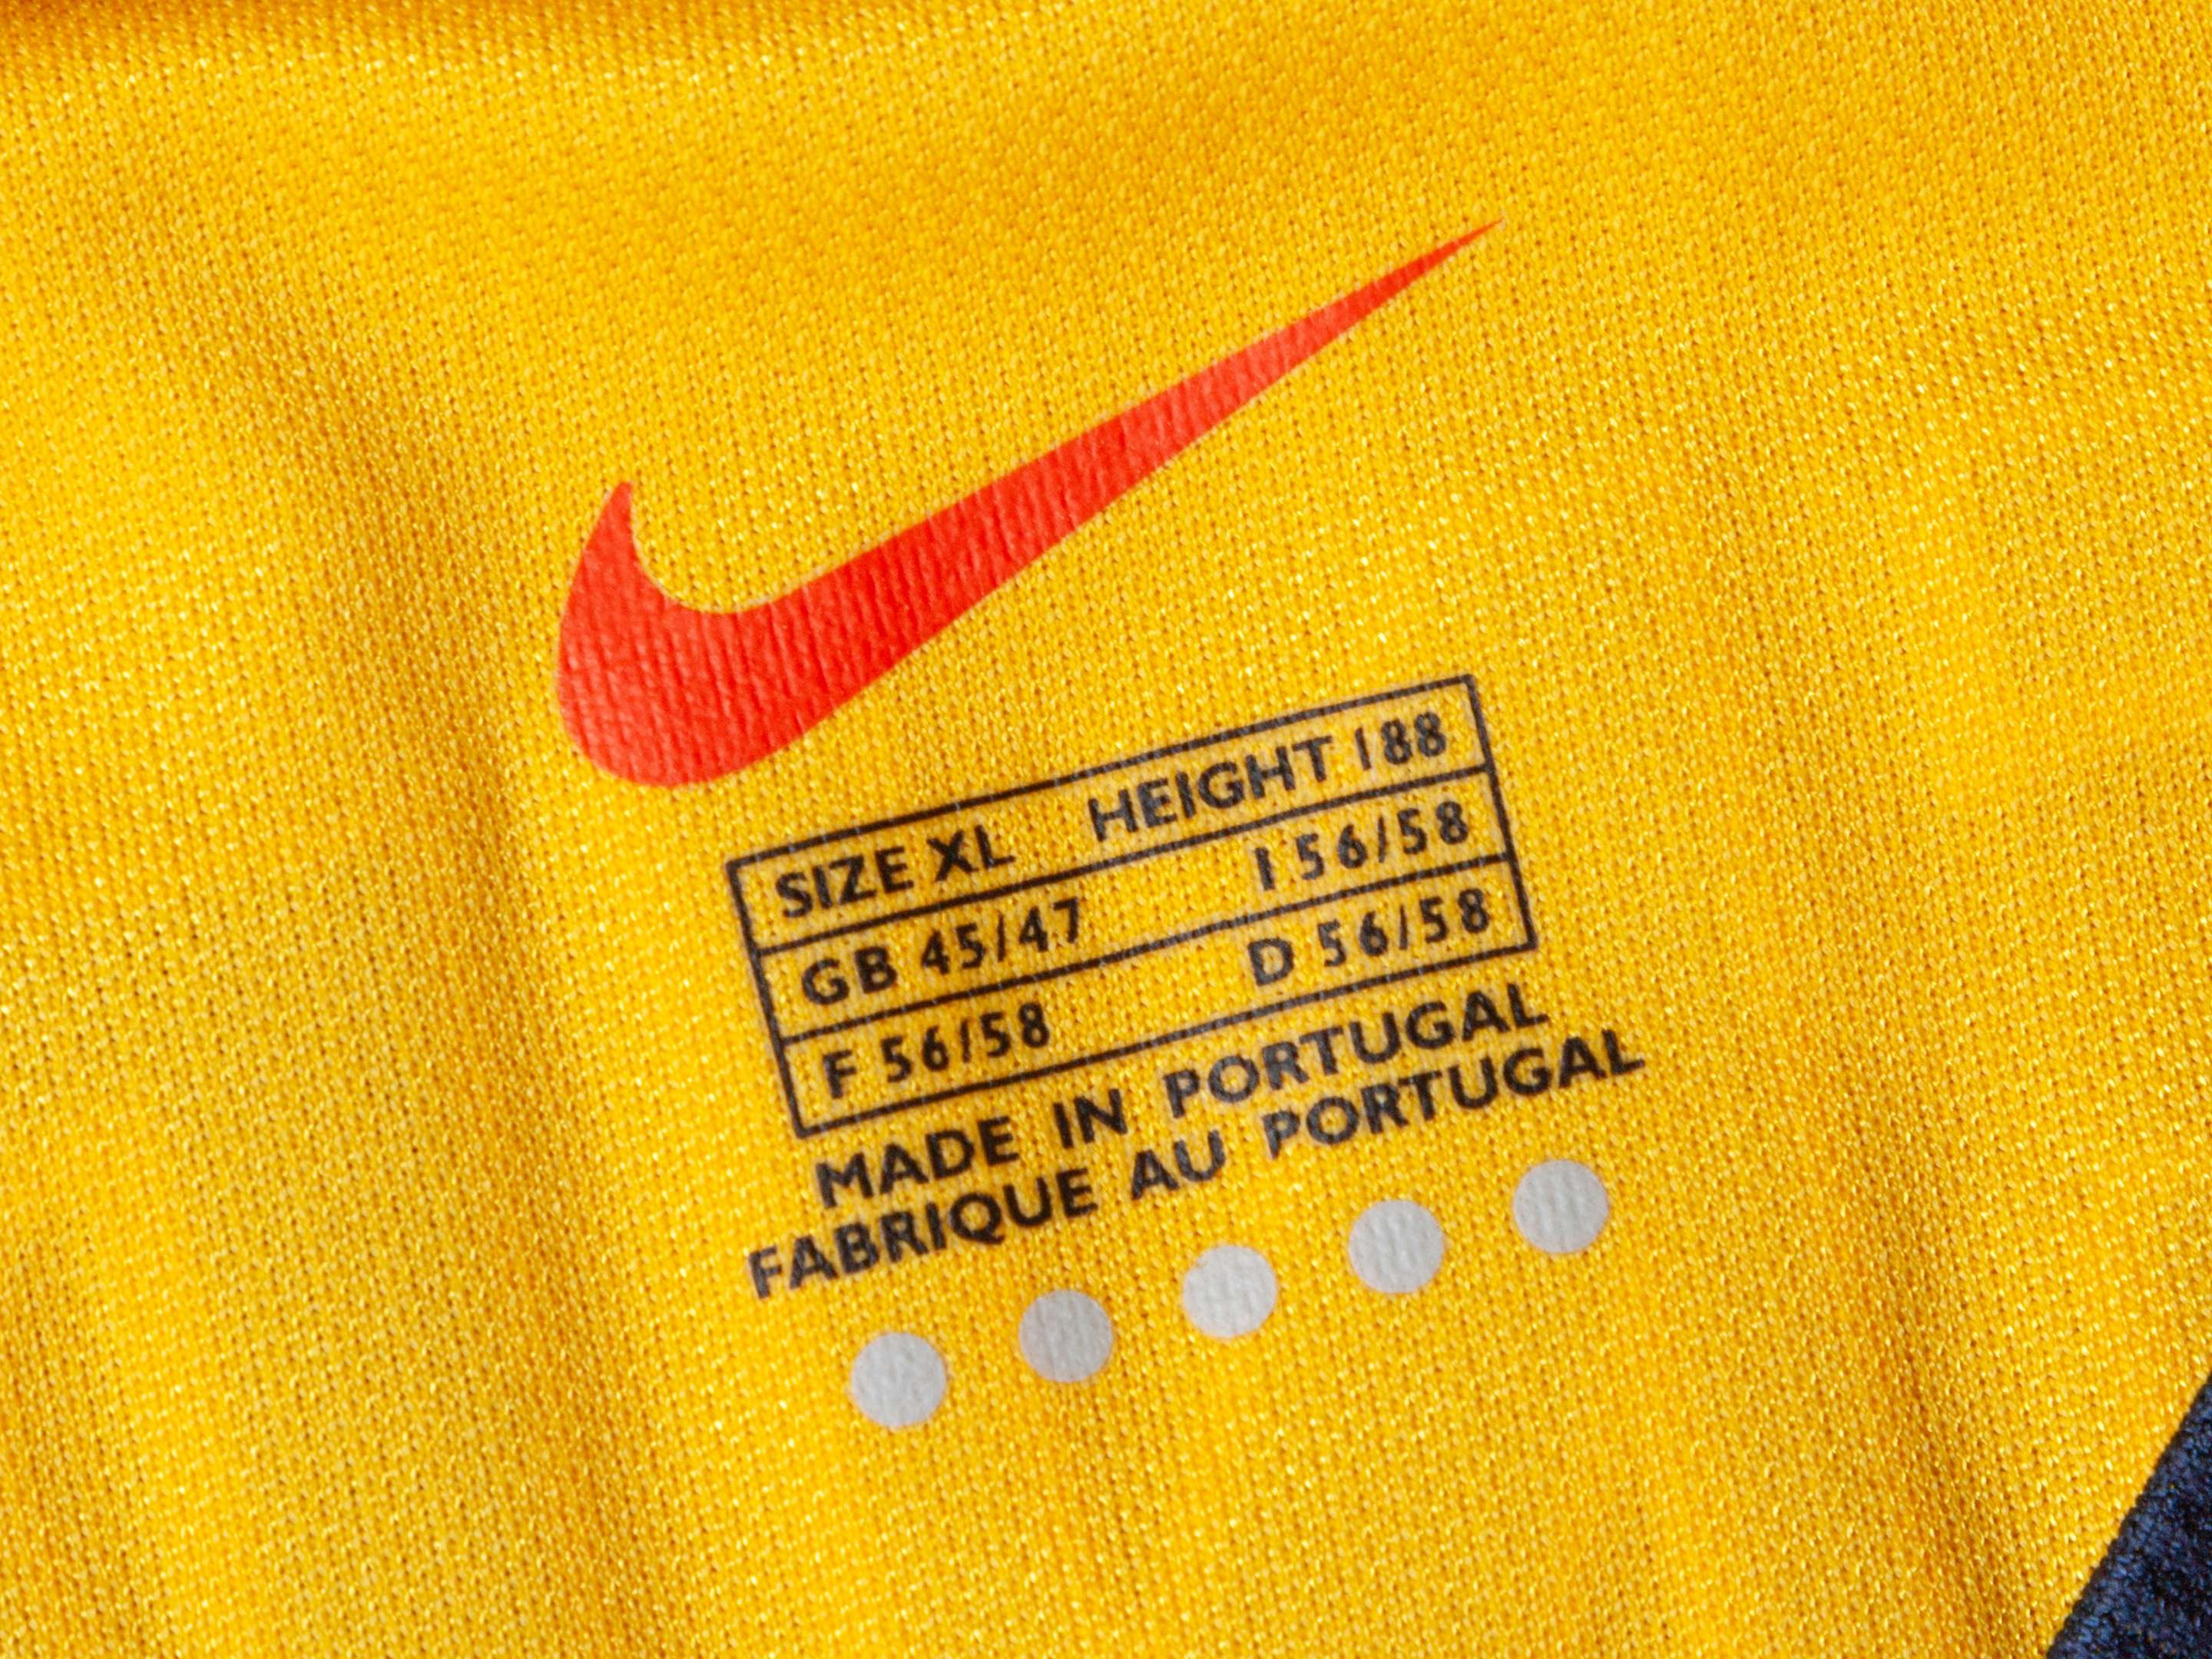 SIZE XL HEIGHT 188
GB 45/47 I 56/58
F 56/58 D 56/58
MADE IN PORTUGAL
FABRIQUE AU PORTUGAL